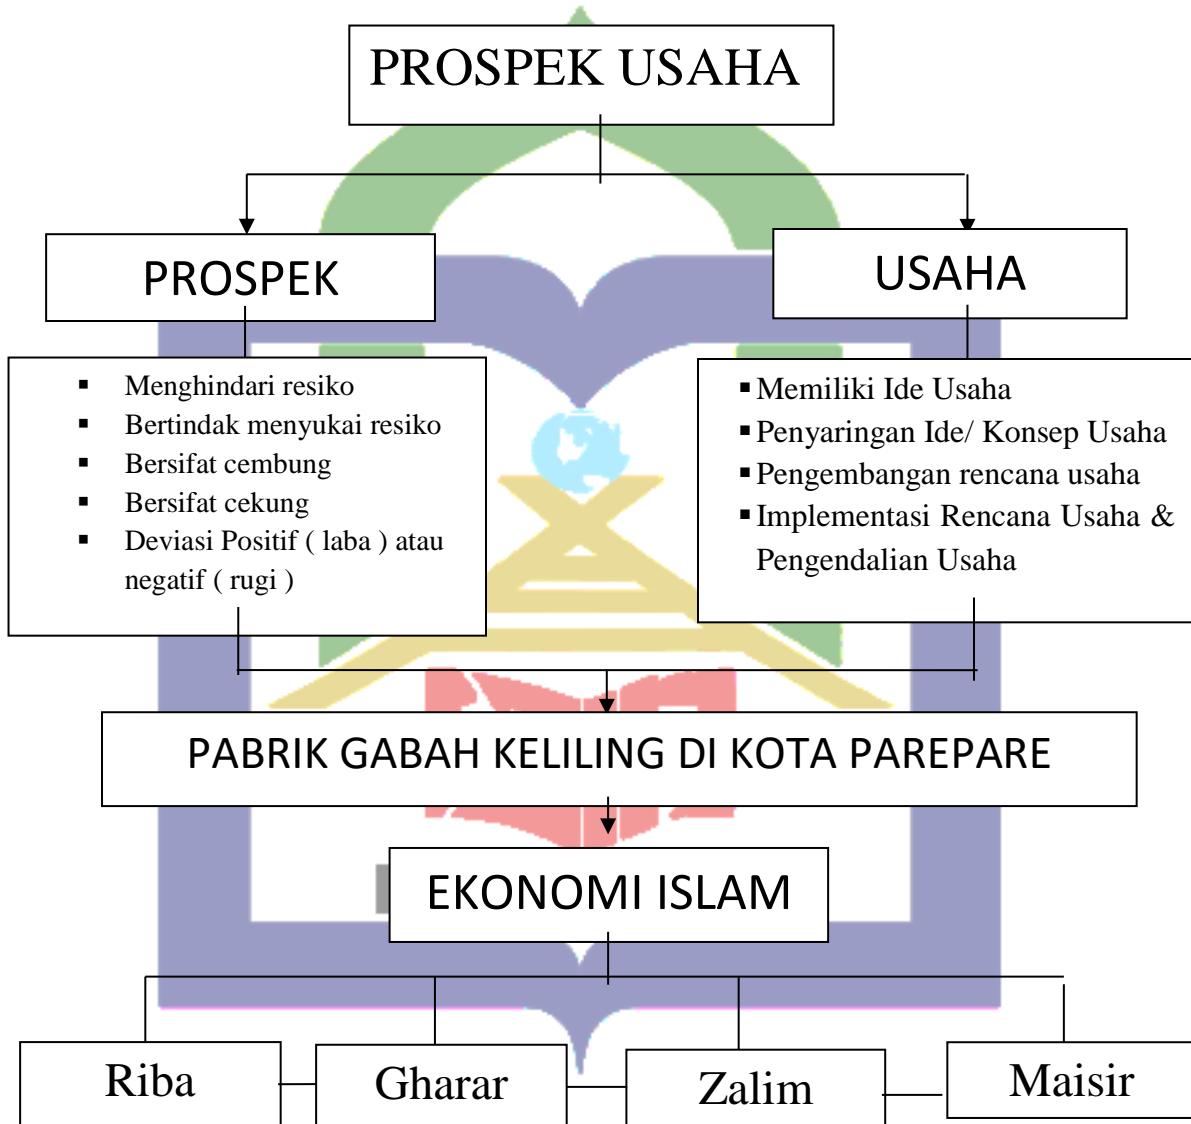 PROSPEK USAHA
PROSPEK
USAHA
▪ Menghindari resiko
▪ Bertindak menyukai resiko
▪ Bersifat cembung
▪ Bersifat cekung
▪ Deviasi Positif ( laba ) atau
negatif ( rugi )
▪ Memiliki Ide Usaha
▪ Penyaringan Ide/ Konsep Usaha
▪ Pengembangan rencana usaha
▪ Implementasi Rencana Usaha &
Pengendalian Usaha
PABRIK GABAH KELILING DI KOTA PAREPARE
EKONOMI ISLAM
Riba
Gharar
Zalim
Maisir